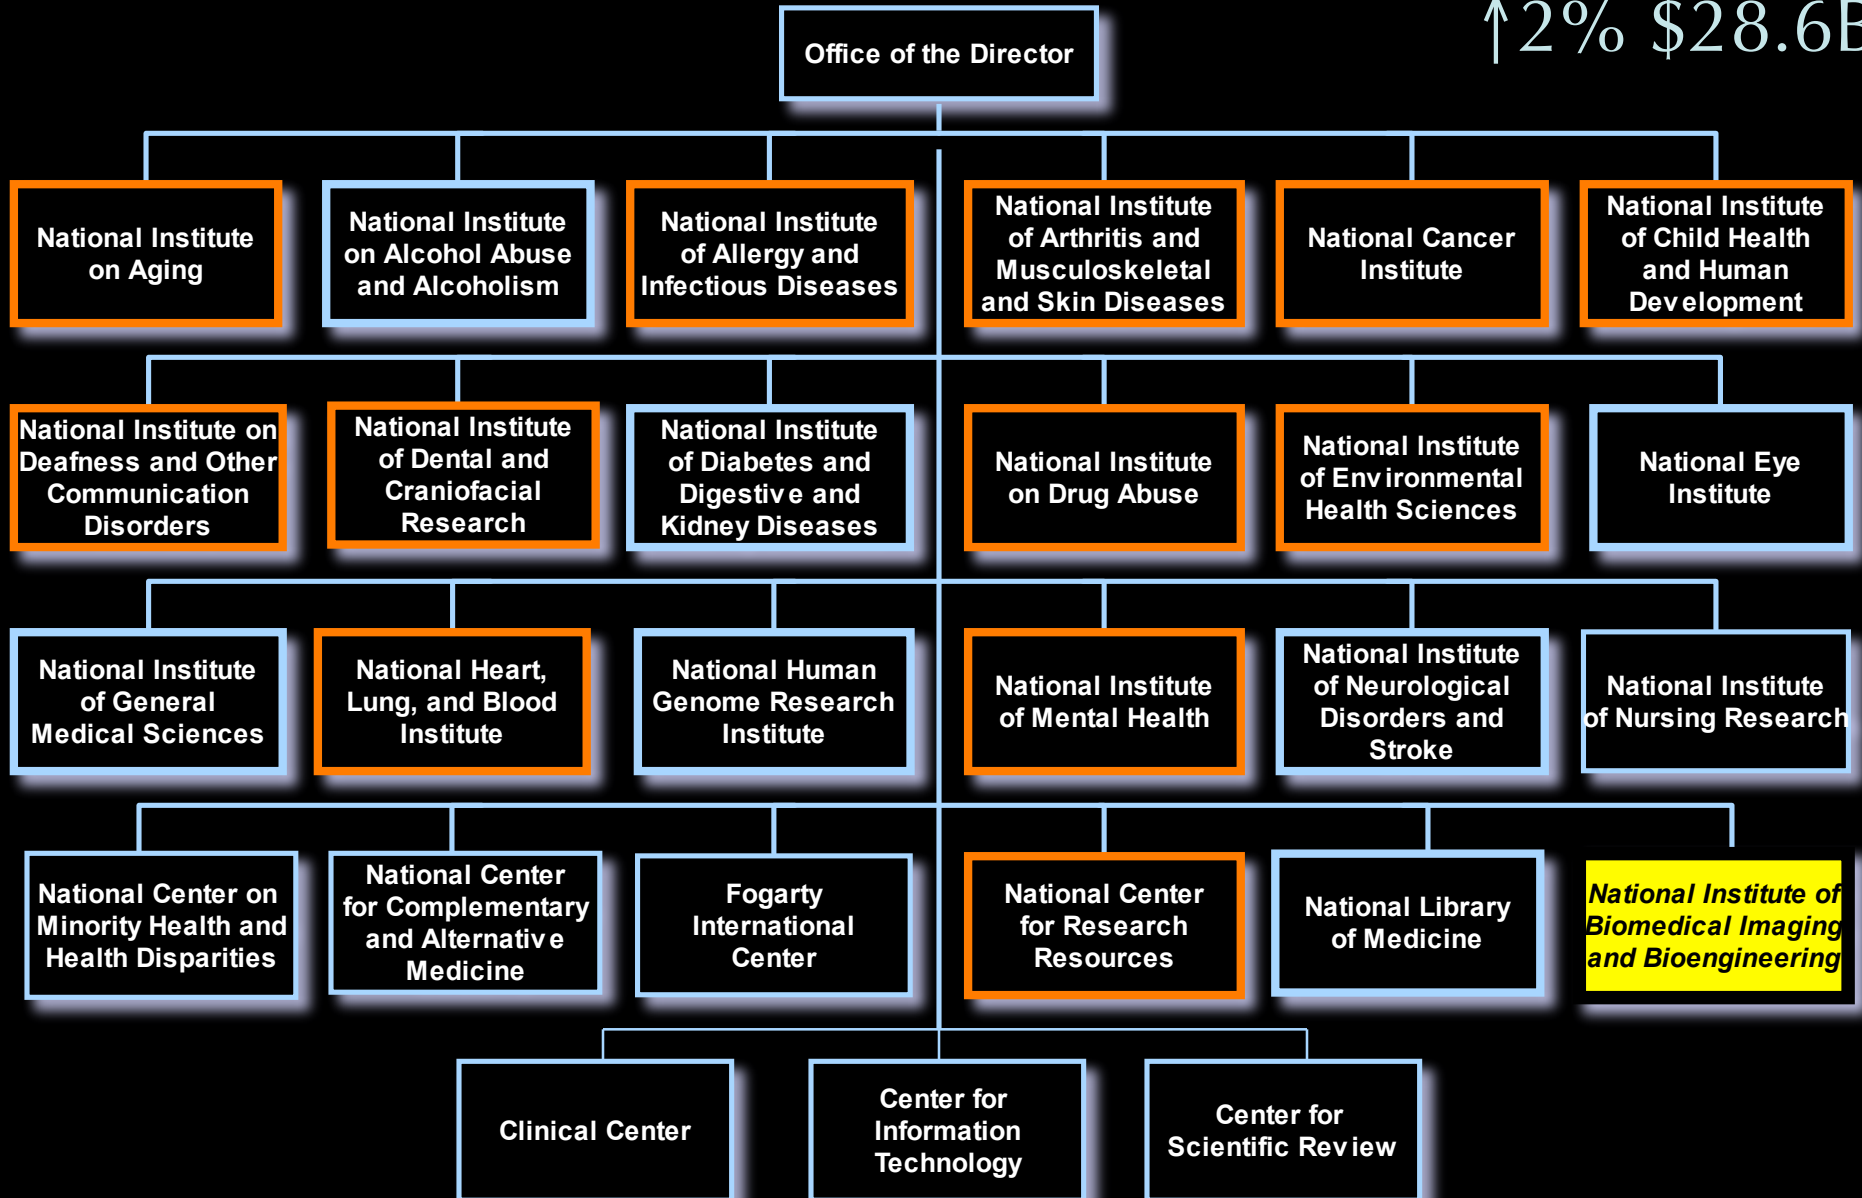 ↑2% $28.6B
Office of the Director
National Institute
on Aging
National Institute
on Alcohol Abuse
and Alcoholism
National Institute
of Allergy and
Infectious Diseases
National Institute
of Arthritis and
Musculoskeletal
and Skin Diseases
National Cancer
Institute
National Institute
of Child Health
and Human
Development
National Institute on
Deafness and Other
Communication
Disorders
National Institute
of Dental and
Craniofacial
Research
National Institute
of Diabetes and
Digestive and
Kidney Diseases
National Institute
on Drug Abuse
National Institute
of Environmental
Health Sciences
National Eye
Institute
National Institute
of General
Medical Sciences
National Heart,
Lung, and Blood
Institute
National Human
Genome Research
Institute
National Institute
of Mental Health
National Institute
of Neurological
Disorders and
Stroke
National Institute
of Nursing Research
National Center on
Minority Health and
Health Disparities
National Center
for Complementary
and Alternative
Medicine
Fogarty
International
Center
National Center
for Research
Resources
National Library
of Medicine
National Institute of
Biomedical Imaging
and Bioengineering
Clinical Center
Center for
Information
Technology
Center for
Scientific Review